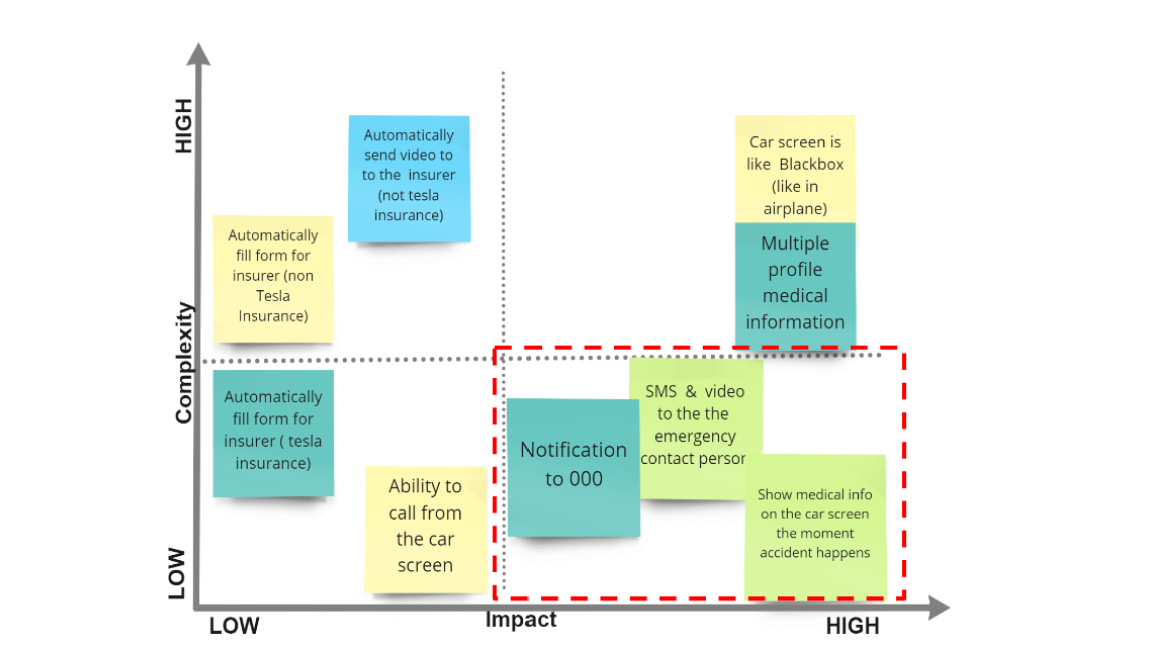 HIGH
Automatically
send video to
to the insurer
(not tesla
insurance)
Car screen is
like Blackbox
(like in
airplane)
Automatically
fill form for
insurer (non
Tesla
Insurance)
Multiple
profile
medical
information
Complexity
Automatically
fill form for
insurer ( tesla
insurance)
SMS & video
to the the
emergency
contact person
Notification
to 000
Ability to
call from
the car
screen
Show medical info
on the car screen
the moment
accident happens
LOW
LOW
Impact
HIGH